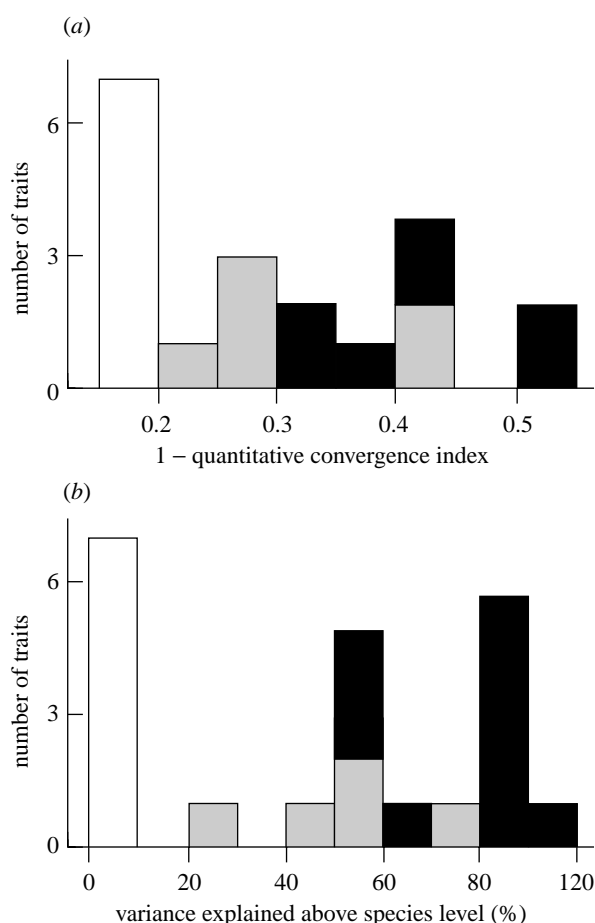 (a)
number of traits
6
3
0
0.2 0.3 0.4 0.5
1 – quantitative convergence index
(b)
number of traits
6
3
0
0 20 40 60 80 120
variance explained above species level (%)